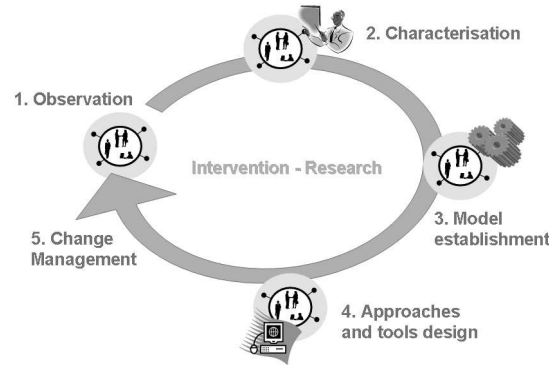 2. Characterisation
1. Observation
Intervention - Research
3. Model
establishment
5. Change
Management
4. Approaches
and tools design